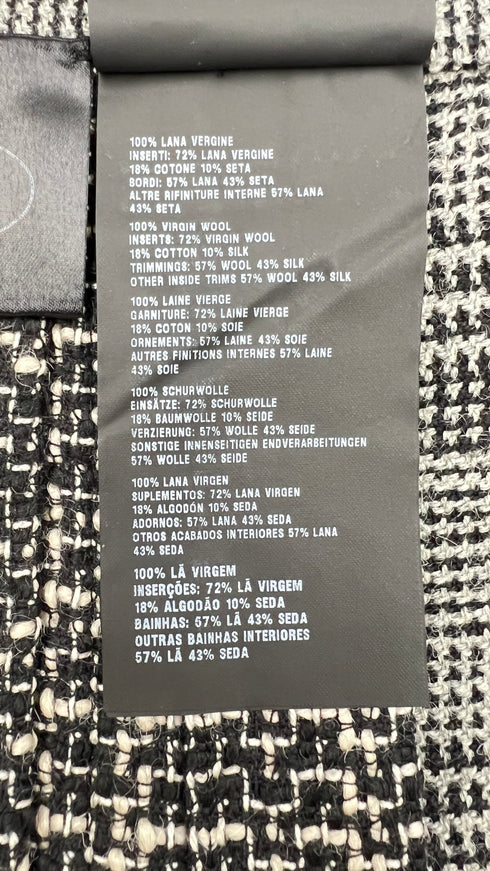 100% LANA VERGINE
INSERTI: 72% LANA VERGINE
18% COTONE 10% SETA
BORDI: 57% LANA 43% SETA
ALTRE RIFINITURE INTERNE 57% LANA
43% SETA
100% VIRGIN WOOL
INSERTS: 72% VIRGIN WOOL
18% COTTON 10% SILK
TRIMMINGS: 57% WOOL 43% SILK
OTHER INSIDE TRIMS 57% WOOL 43% SILK
100% LAINE VIERGE
GARNITURE: 72% LAINE VIERGE
18% COTON 10% SOIE
ORNEMENTS: 57% LAINE 43% SOIE
AUTRES FINITIONS INTERNES 57% LAINE
43% SOIE
100% SCHURWOLLE
EINSÄTZE: 72% SCHURWOLLE
18% BAUMWOLLE 10% SEIDE
VERZIERUNG: 57% WOLLE 43% SEIDE
SONSTIGE INNENSEITIGEN ENDVERARBEITUNGEN
57% WOLLE 43% SEIDE
100% LANA VIRGEN
SUPLEMENTOS: 72% LANA VIRGEN
18% ALGODÓN 10% SEDA
ADORNOS: 57% LANA 43% SEDA
OTROS ACABADOS INTERIORES 57% LANA
43% SEDA
100% LÃ VIRGEM
INSERÇÕES: 72% LÃ VIRGEM
18% ALGODÃO 10% SEDA
BAINHAS: 57% LÃ 43% SEDA
OUTRAS BAINHAS INTERIORES
57% LÃ 43% SEDA